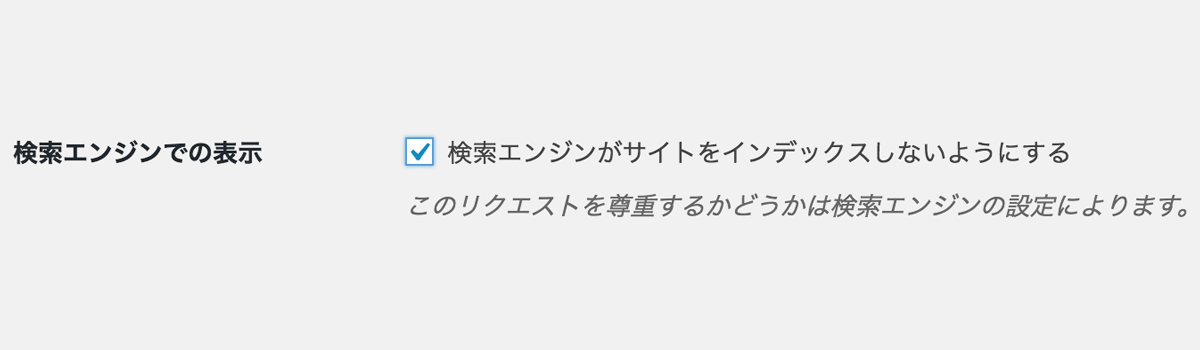 検索エンジンでの表示
検索エンジンがサイトをインデックスしないようにする
このリクエストを尊重するかどうかは検索エンジンの設定によります。